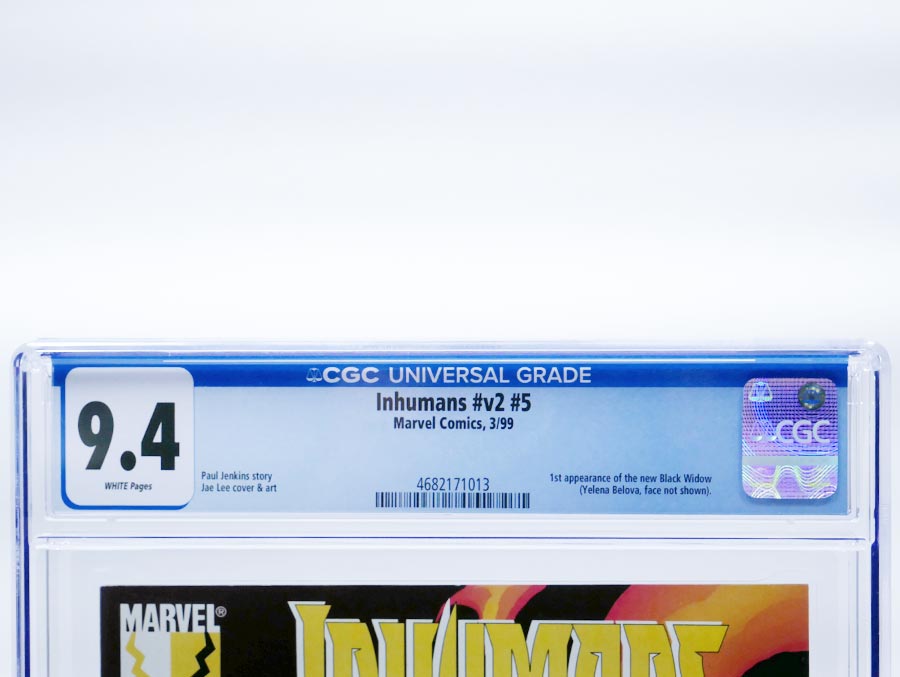 CGC UNIVERSAL GRADE
Inhumans #v2 #5
Marvel Comics, 3/99
9.4
WHITE Pages
Paul Jenkins story
Jae Lee cover & art
4682171013
1st appearance of the new Black Widow
(Yelena Belova, face not shown).
CGC
MARVEL®
INHUMANS